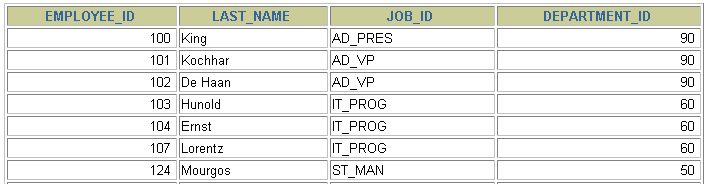 EMPLOYEE_ID LAST_NAME JOB_ID DEPARTMENT_ID
100 King AD_PRES 90
101 Kochhar AD_VP 90
102 De Haan AD_VP 90
103 Hunold IT_PROG 60
104 Ernst IT_PROG 60
107 Lorentz IT_PROG 60
124 Mourgos ST_MAN 50